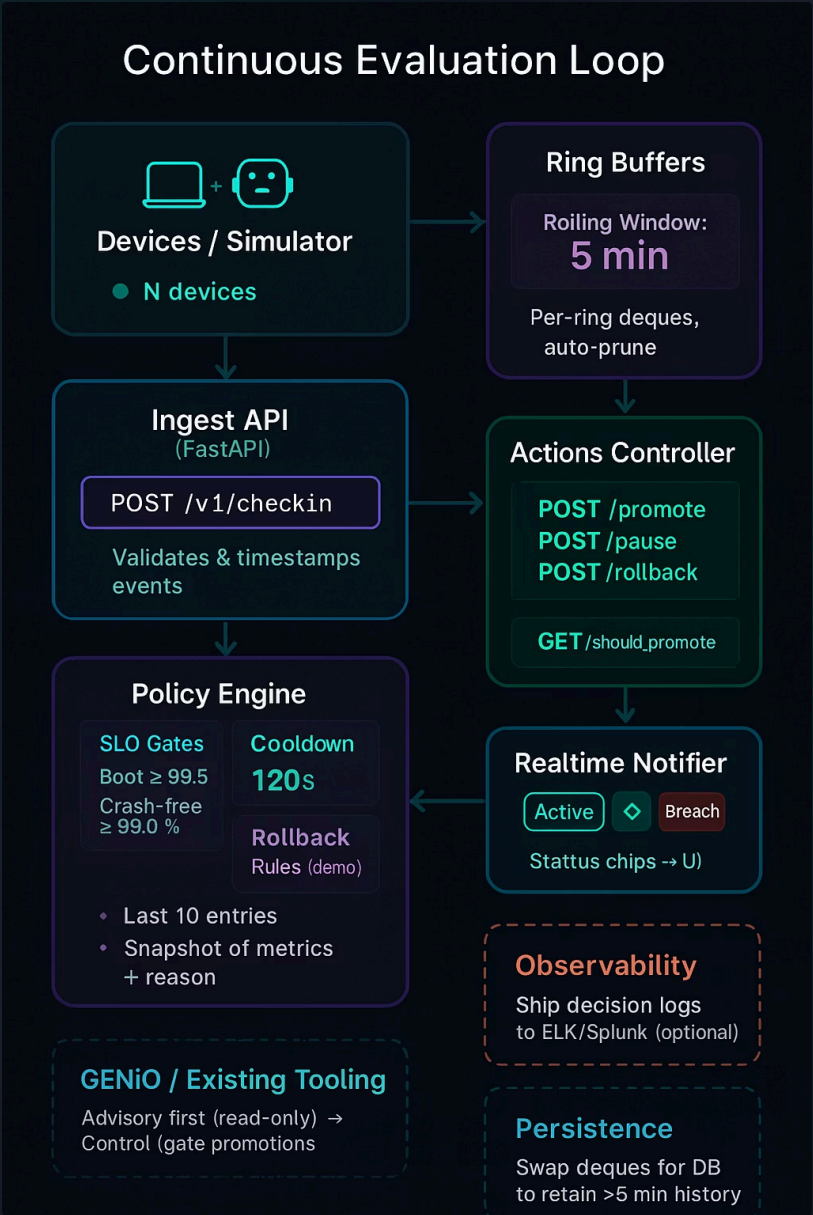 Continuous Evaluation Loop
+
Devices / Simulator
N devices
Ring Buffers
Roiling Window:
5 min
Per-ring deques,
auto-prune
Ingest API
(FastAPI)
POST /v1/checkin
Validates & timestamps
events
Actions Controller
POST /promote
POST /pause
POST /rollback
GET /should_promote
Policy Engine
SLO Gates
Boot ≥ 99.5
Crash-free
≥ 99.0 %
Cooldown
120s
Rollback
Rules (demo)
• Last 10 entries
• Snapshot of metrics
+ reason
Realtime Notifier
Active
Breach
Stattus chips → U)
Observability
Ship decision logs
to ELK/Splunk (optional)
GENiO / Existing Tooling
Advisory first (read-only) →
Control (gate promotions
Persistence
Swap deques for DB
to retain >5 min history